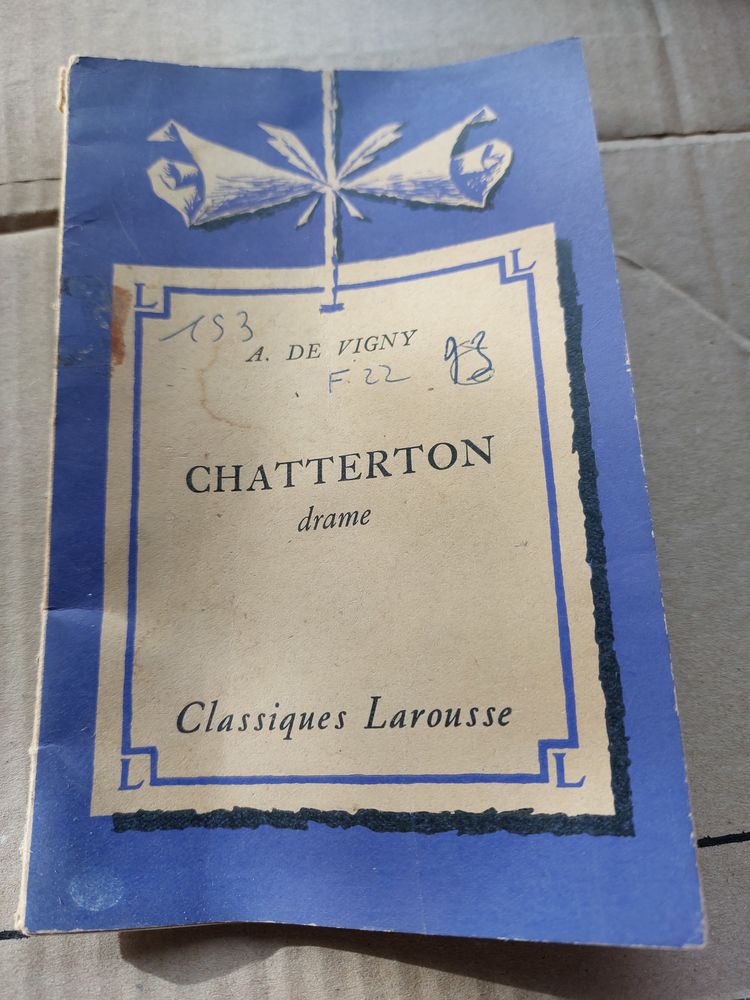 L L
153
A. DE VIGNY
F. 22
CHATTERTON
drame
Classiques Larousse
L L